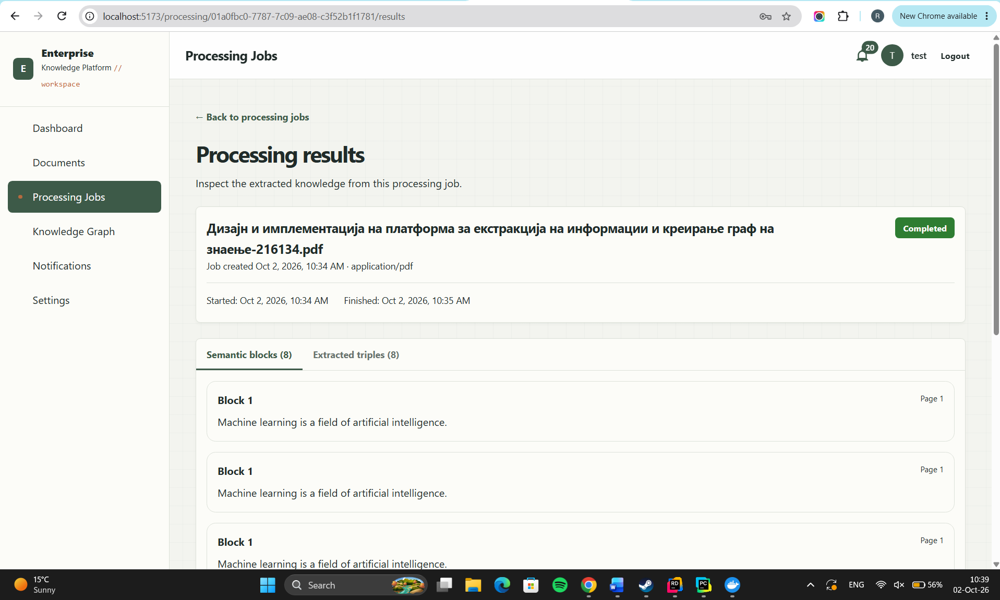 localhost:5173/processing/01a0fbc0-7787-7c09-ae08-c3f52b1f1781/results
R
New Chrome available
E
Enterprise
Knowledge Platform //
workspace
Processing Jobs
20
T
test
Logout
Dashboard
Documents
Processing Jobs
Knowledge Graph
Notifications
Settings
← Back to processing jobs
Processing results
Inspect the extracted knowledge from this processing job.
Дизајн и имплементација на платформа за екстракција на информации и креирање граф на
знаење-216134.pdf
Completed
Job created Oct 2, 2026, 10:34 AM · application/pdf
Started: Oct 2, 2026, 10:34 AM
Finished: Oct 2, 2026, 10:35 AM
Semantic blocks (8)
Extracted triples (8)
Block 1
Page 1
Machine learning is a field of artificial intelligence.
Block 1
Page 1
Machine learning is a field of artificial intelligence.
Block 1
Page 1
Machine learning is a field of artificial intelligence.
15°C
Sunny
Search
W
RD
PC
ENG
56%
10:39
02-Oct-26